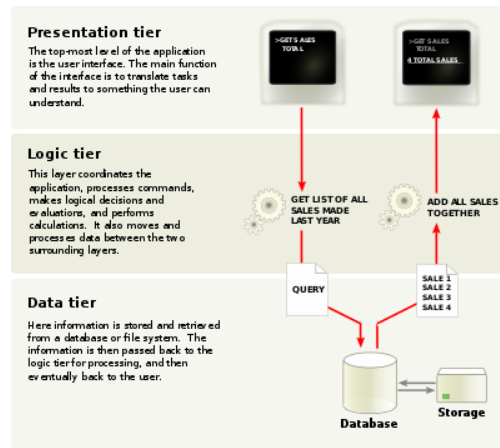 Presentation tier
The top-most level of the application
is the user interface. The main function
of the interface is to translate tasks
and results to something the user can
understand.
>GET SALES
TOTAL
>GET SALES
TOTAL
4 TOTAL SALES
Logic tier
This layer coordinates the
application, processes commands,
makes logical decisions and
evaluations, and performs
calculations. It also moves and
processes data between the two
surrounding layers.
GET LIST OF ALL
SALES MADE
LAST YEAR
ADD ALL SALES
TOGETHER
QUERY
SALE 1
SALE 2
SALE 3
SALE 4
Data tier
Here information is stored and retrieved
from a database or file system. The
information is then passed back to the
logic tier for processing, and then
eventually back to the user.
Database
Storage